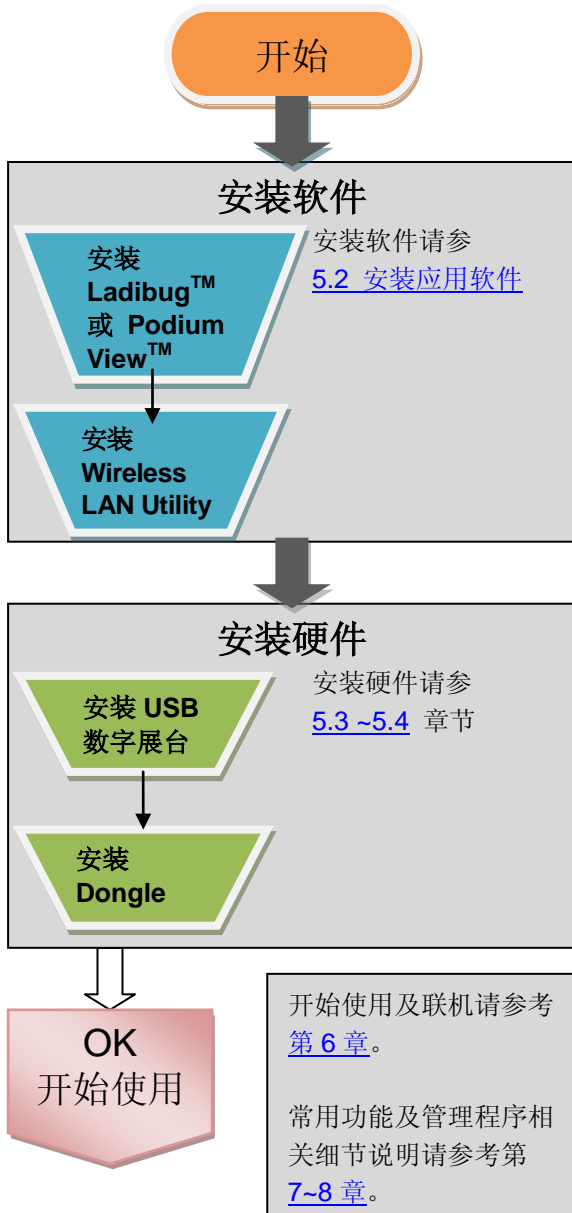 开始
安装软件
安装
Ladibug™
或 Podium
View™
安装软件请参
5.2 安装应用软件
安装
Wireless
LAN Utility
安装硬件
安装 USB
数字展台
安装硬件请参
5.3 ~5.4 章节
安装
Dongle
OK
开始使用
开始使用及联机请参考
第 6 章。
常用功能及管理程序相
关细节说明请参考第
7~8 章。